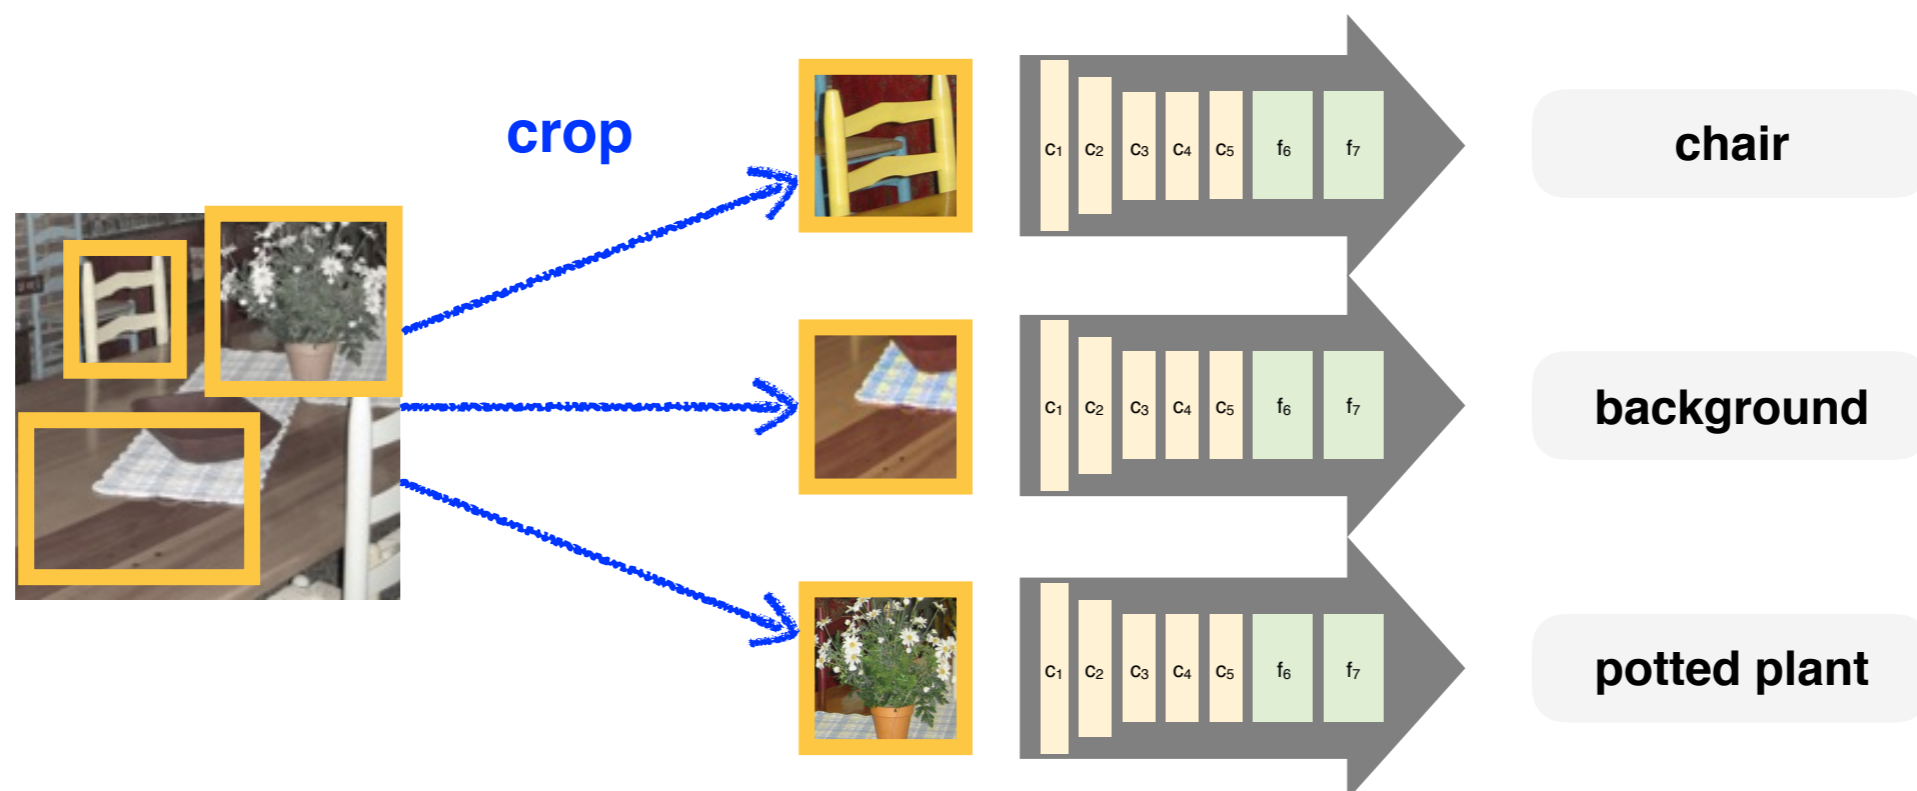 crop
c₁ c₂ c₃ c₄ c₅ f₆ f₇
chair
c₁ c₂ c₃ c₄ c₅ f₆ f₇
background
c₁ c₂ c₃ c₄ c₅ f₆ f₇
potted plant